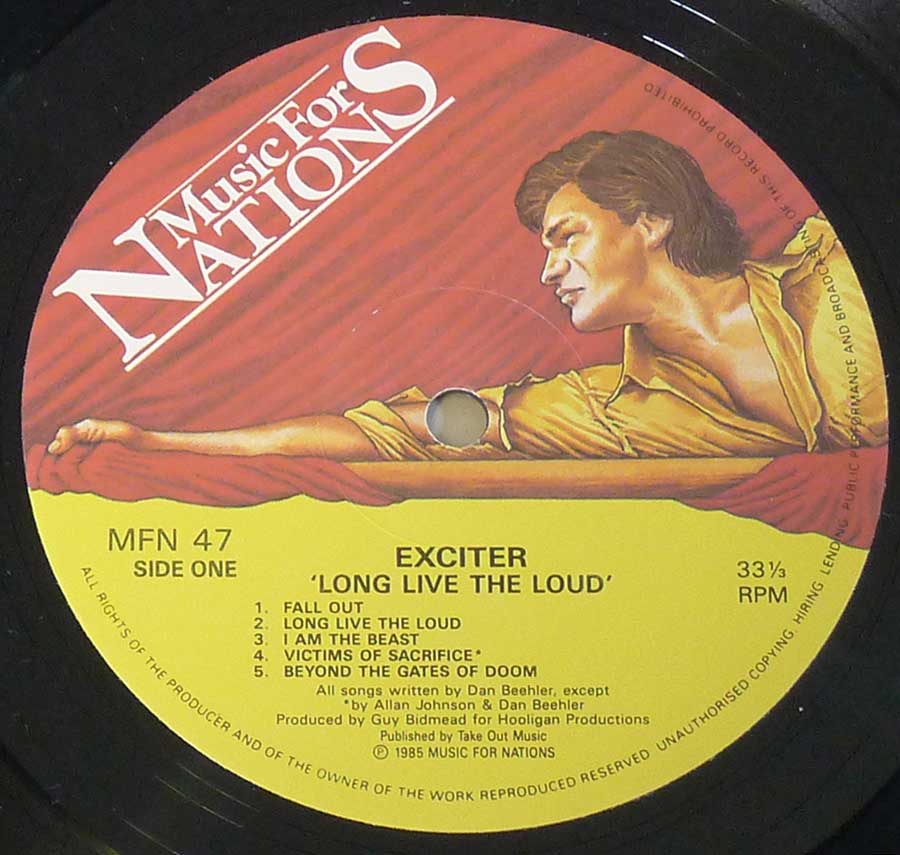 Music For
NATIONS
MFN 47
SIDE ONE
EXCITER
'LONG LIVE THE LOUD'
33⅓
RPM
1. FALL OUT
2. LONG LIVE THE LOUD
3. I AM THE BEAST
4. VICTIMS OF SACRIFICE*
5. BEYOND THE GATES OF DOOM
All songs written by Dan Beehler, except
*by Allan Johnson & Dan Beehler
Produced by Guy Bidmead for Hooligan Productions
Published by Take Out Music
Ⓟ 1985 MUSIC FOR NATIONS
ALL RIGHTS OF THE PRODUCER AND OF THE OWNER OF THE WORK REPRODUCED RESERVED UNAUTHORISED COPYING. HIRING. LENDING. PUBLIC PERFORMANCE AND BROADCASTING OF THIS RECORD PROHIBITED